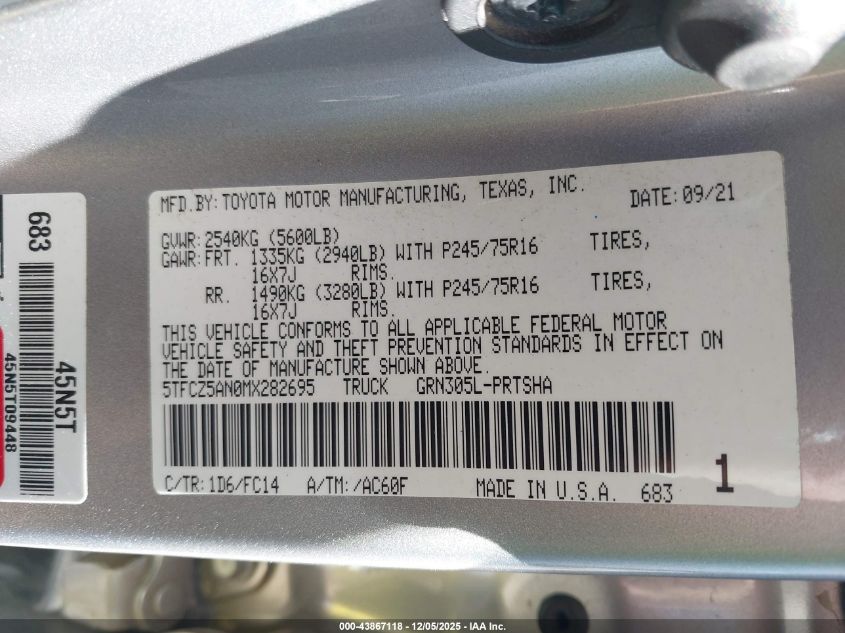 MFD.BY:TOYOTA MOTOR MANUFACTURING, TEXAS, INC. DATE:09/21
GVWR:2540KG (5600LB)
GAWR:FRT. 1335KG (2940LB) WITH P245/75R16 TIRES,
16X7J RIMS.
RR. 1490KG (3280LB) WITH P245/75R16 TIRES,
16X7J RIMS.
THIS VEHICLE CONFORMS TO ALL APPLICABLE FEDERAL MOTOR
VEHICLE SAFETY AND THEFT PREVENTION STANDARDS IN EFFECT ON
THE DATE OF MANUFACTURE SHOWN ABOVE.
5TFCZ5AN0MX282695 TRUCK GRN305L-PRTSHA
C/TR:1D6/FC14 A/TM:/AC60F MADE IN U.S.A. 683 1
683
45N5T
45N5T09448
000-43867118 - 12/05/2025 - IAA Inc.